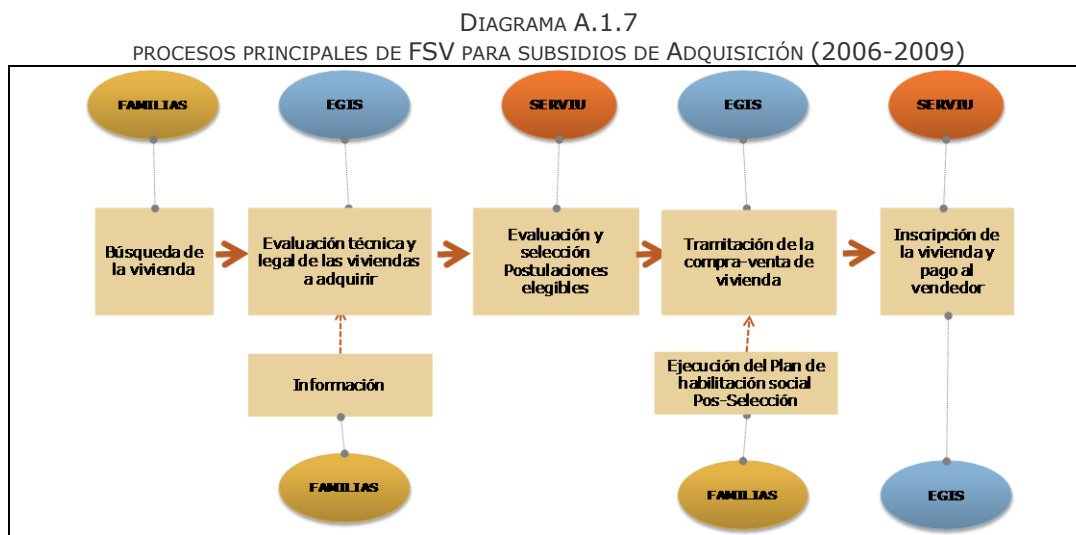 DIAGRAMA A.1.7
PROCESOS PRINCIPALES DE FSV PARA SUBSIDIOS DE ADQUISICIÓN (2006-2009)
FAMILIAS
EGIS
SERVIU
EGIS
SERVIU
Búsqueda de
la vivienda
Evaluación técnica y
legal de las viviendas
a adquirir
Evaluación y
selección
Postulaciones
elegibles
Tramitación de la
compra-venta de
vivienda
Inscripción de
la vivienda y
pago al
vendedor
Información
Ejecución del Plan de
habilitación social
Pos-Selección
FAMILIAS
FAMILIAS
EGIS